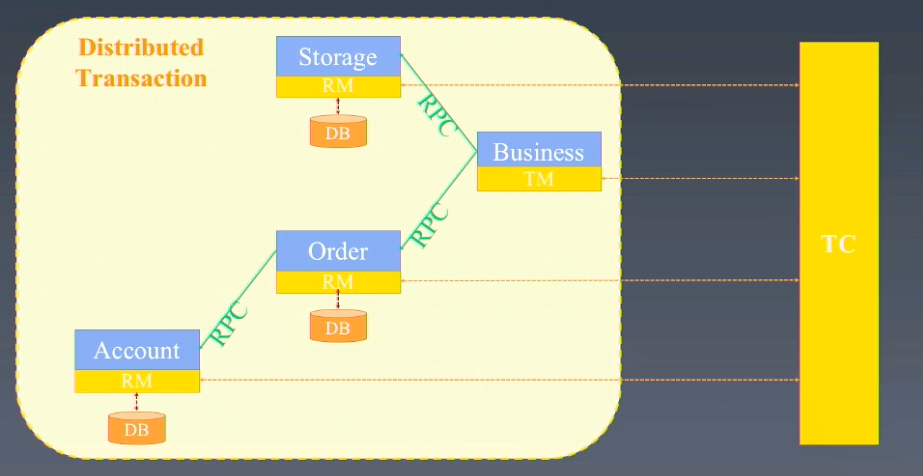 Distributed
Transaction
Storage
RM
DB
RPC
Business
TM
RPC
Order
RM
DB
TC
RPC
Account
RM
DB